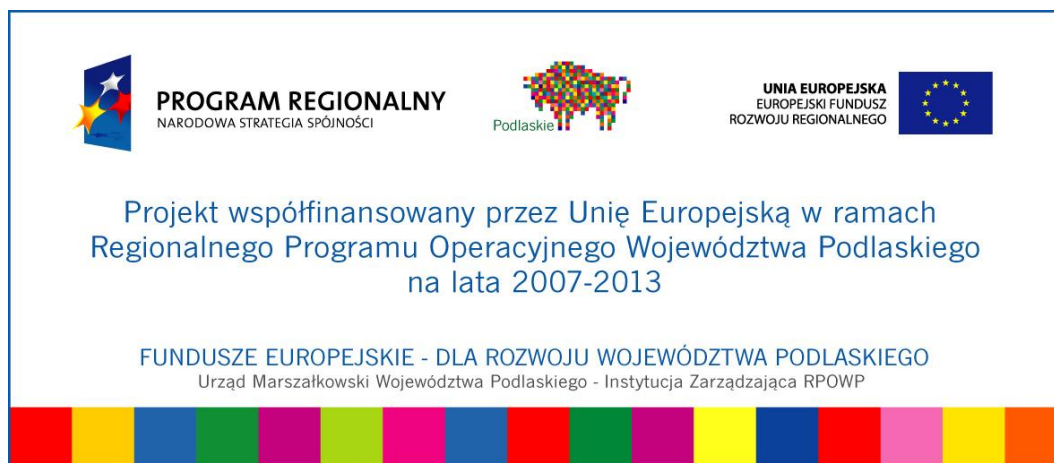 PROGRAM REGIONALNY
NARODOWA STRATEGIA SPÓJNOŚCI
Podlaskie
UNIA EUROPEJSKA
EUROPEJSKI FUNDUSZ
ROZWOJU REGIONALNEGO
Projekt współfinansowany przez Unię Europejską w ramach
Regionalnego Programu Operacyjnego Województwa Podlaskiego
na lata 2007-2013
FUNDUSZE EUROPEJSKIE - DLA ROZWOJU WOJEWÓDZTWA PODLASKIEGO
Urząd Marszałkowski Województwa Podlaskiego - Instytucja Zarządzająca RPOWP